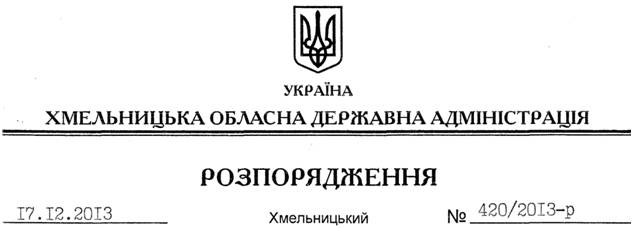 УКРАЇНА
ХМЕЛЬНИЦЬКА ОБЛАСНА ДЕРЖАВНА АДМІНІСТРАЦІЯ
РОЗПОРЯДЖЕННЯ
17.12.2013 Хмельницький № 420/2013-р